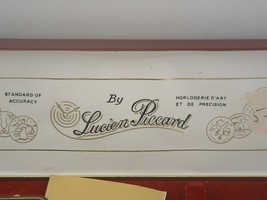 STANDARD OF
ACCURACY
By
Lucien Piccard
HORLOGERIE D'ART
ET DE PRECISION